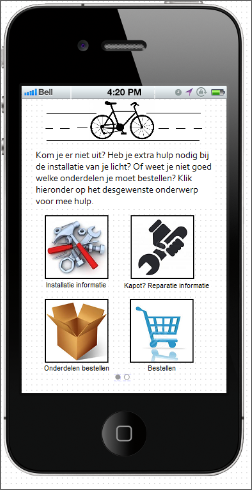 Bell 4:20 PM
Kom je er niet uit? Heb je extra hulp nodig bij
de installatie van je licht? Of weet je niet goed
welke onderdelen je moet bestellen? Klik
hieronder op het desgewenste onderwerp
voor mee hulp.
Installatie informatie Kapot? Reparatie informatie
Onderdelen bestellen Bestellen